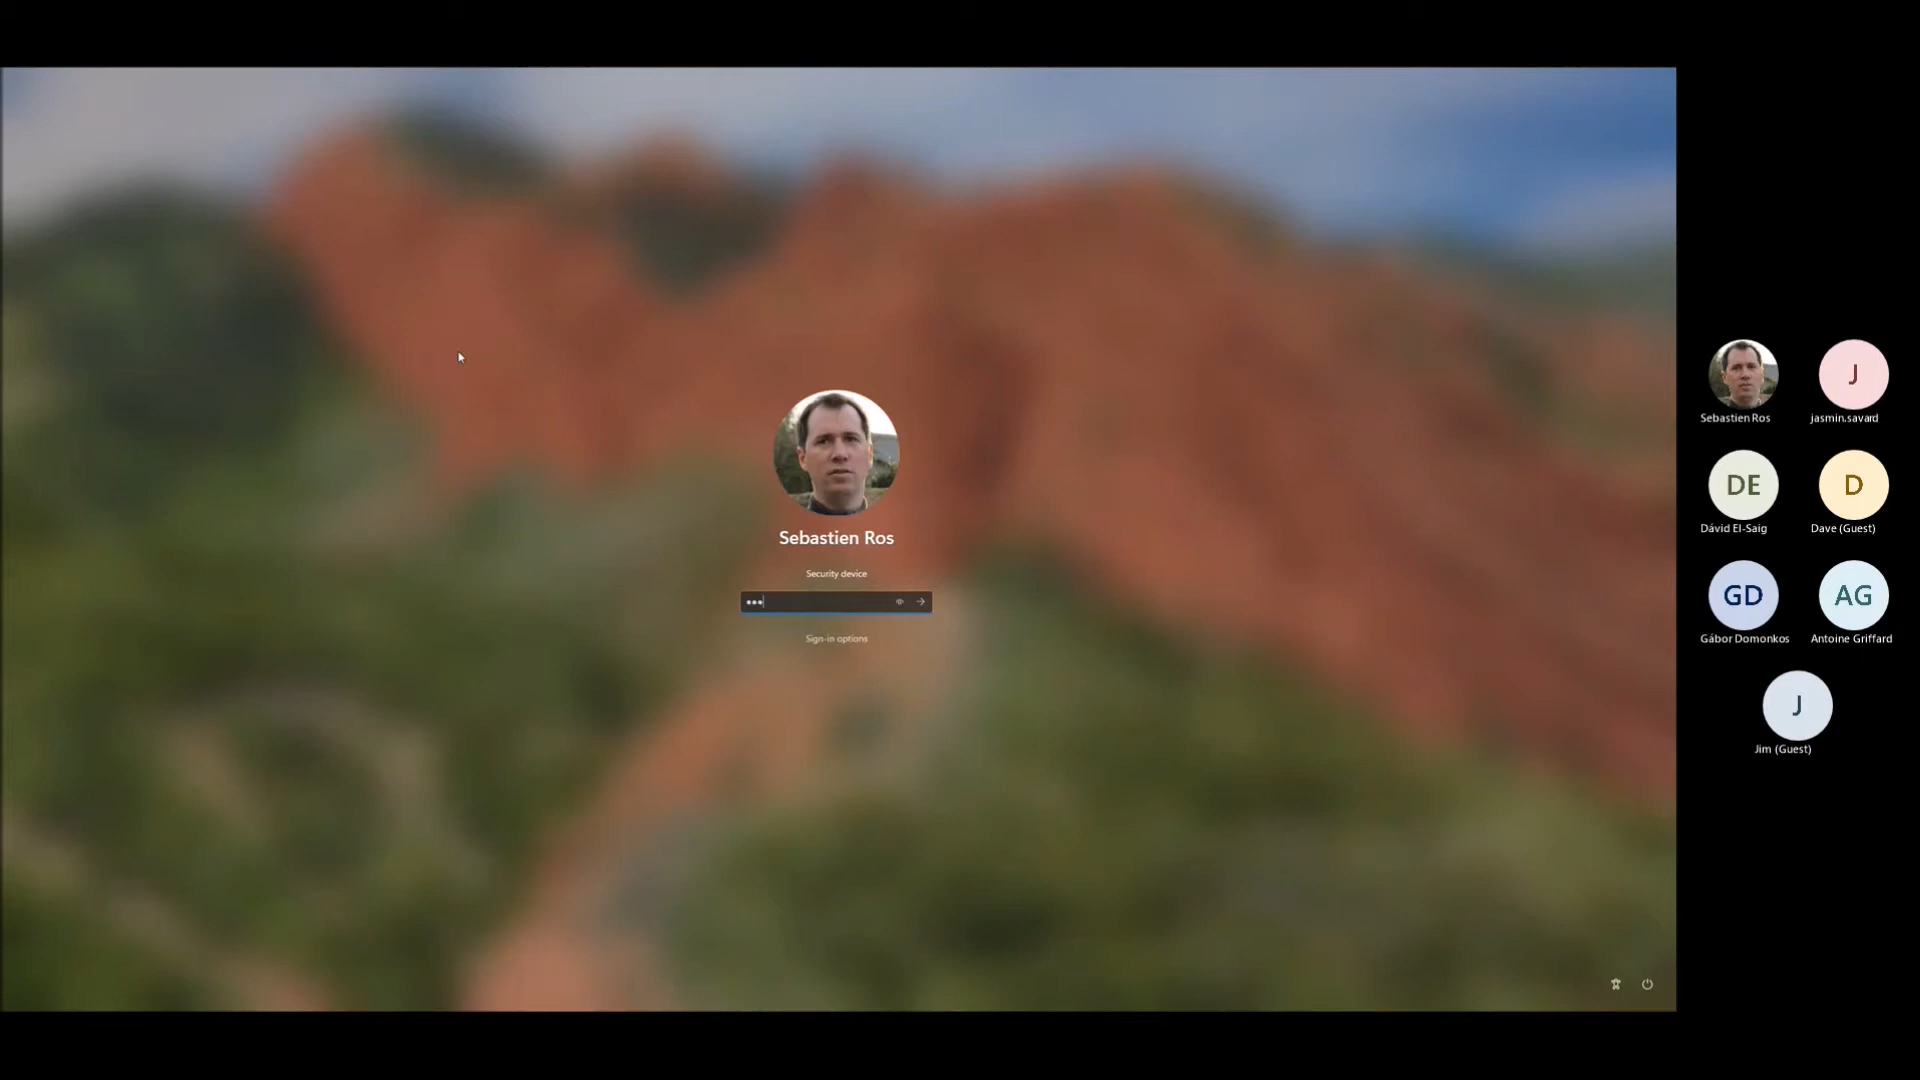 Sebastien Ros
Security device
Sign-in options
Sebastien Ros
J
jasmin.savard
DE
Dávid El-Saig
D
Dave (Guest)
GD
Gábor Domonkos
AG
Antoine Griffard
J
Jim (Guest)